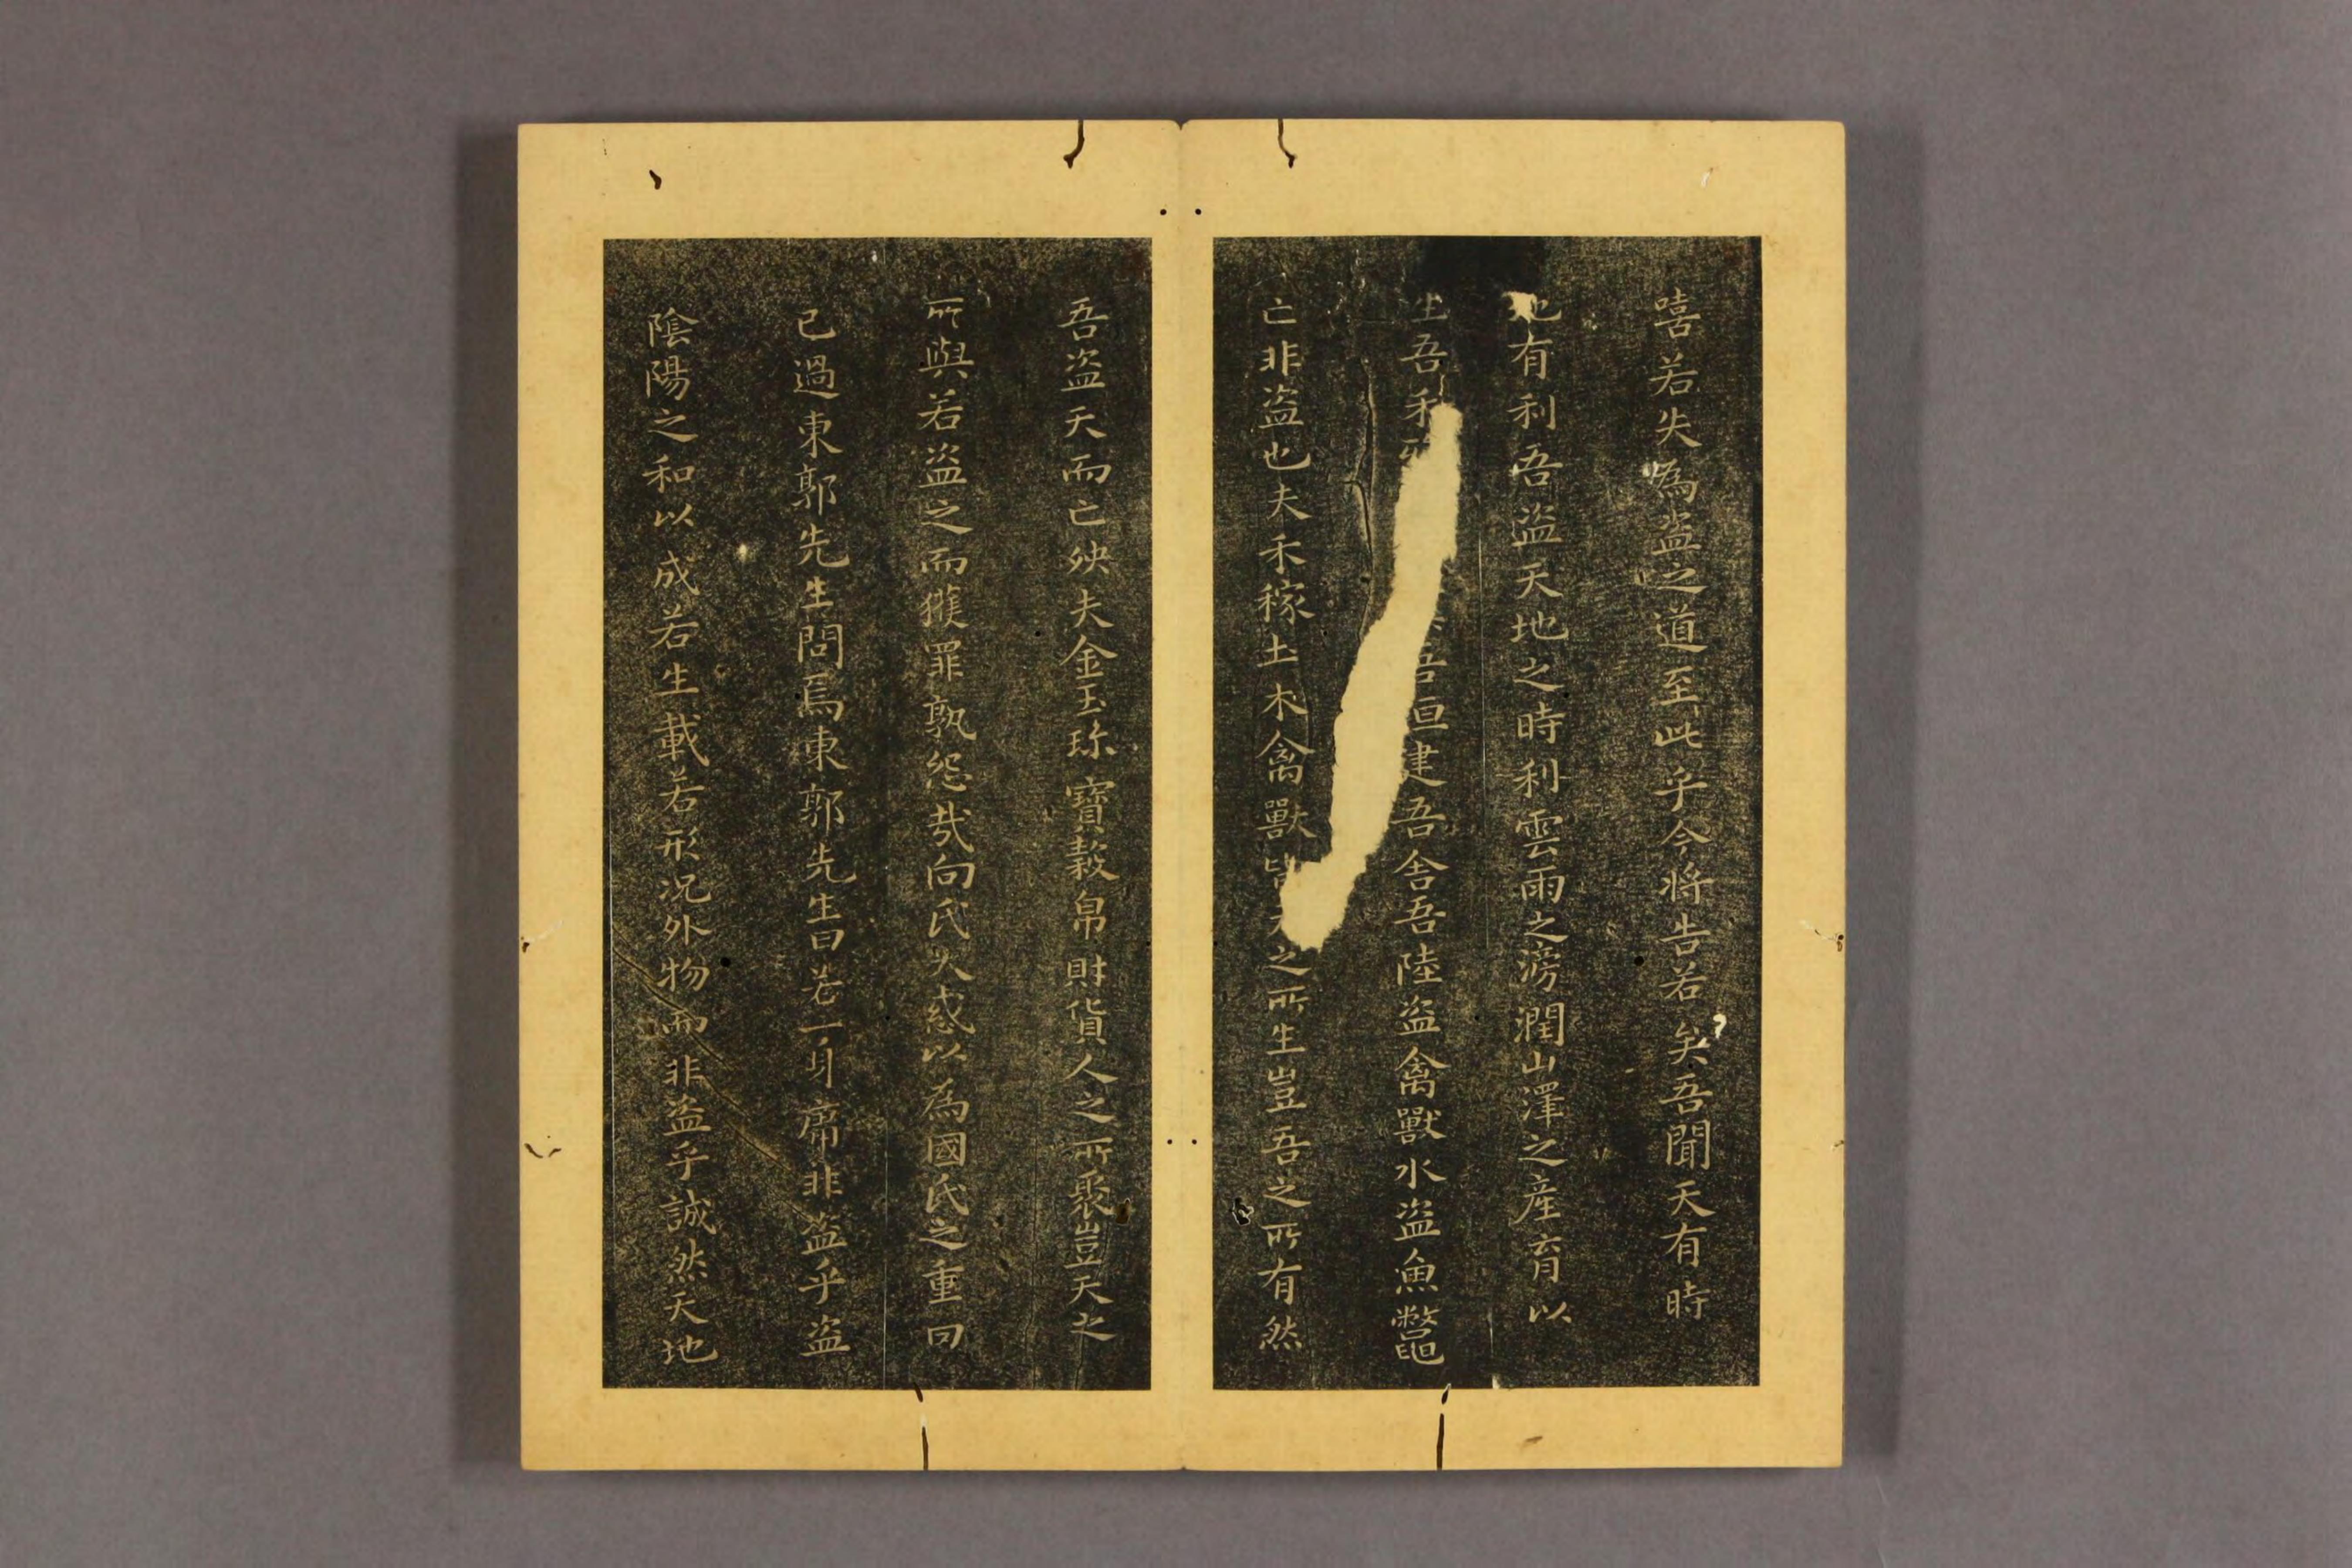 嘻若失為盜之道至此乎今將告若矣吾聞天有時
地有利吾盜天地之時利雲雨之滂潤山澤之產育以
生吾禾吾垣建吾舍吾陸盜禽獸水盜魚鼈
亡非盜也夫禾稼土木禽獸皆天之所生豈吾之所有然
吾盜天而亡殃夫金玉珎寶穀帛財貨人之所聚豈天之
所與若盜之而獲罪孰怨哉向氏大惑以為國氏之重罔
已過東郭先生問焉東郭先生曰若一身庸非盜乎盜
陰陽之和以成若生載若形况外物而非盜乎誠然天地